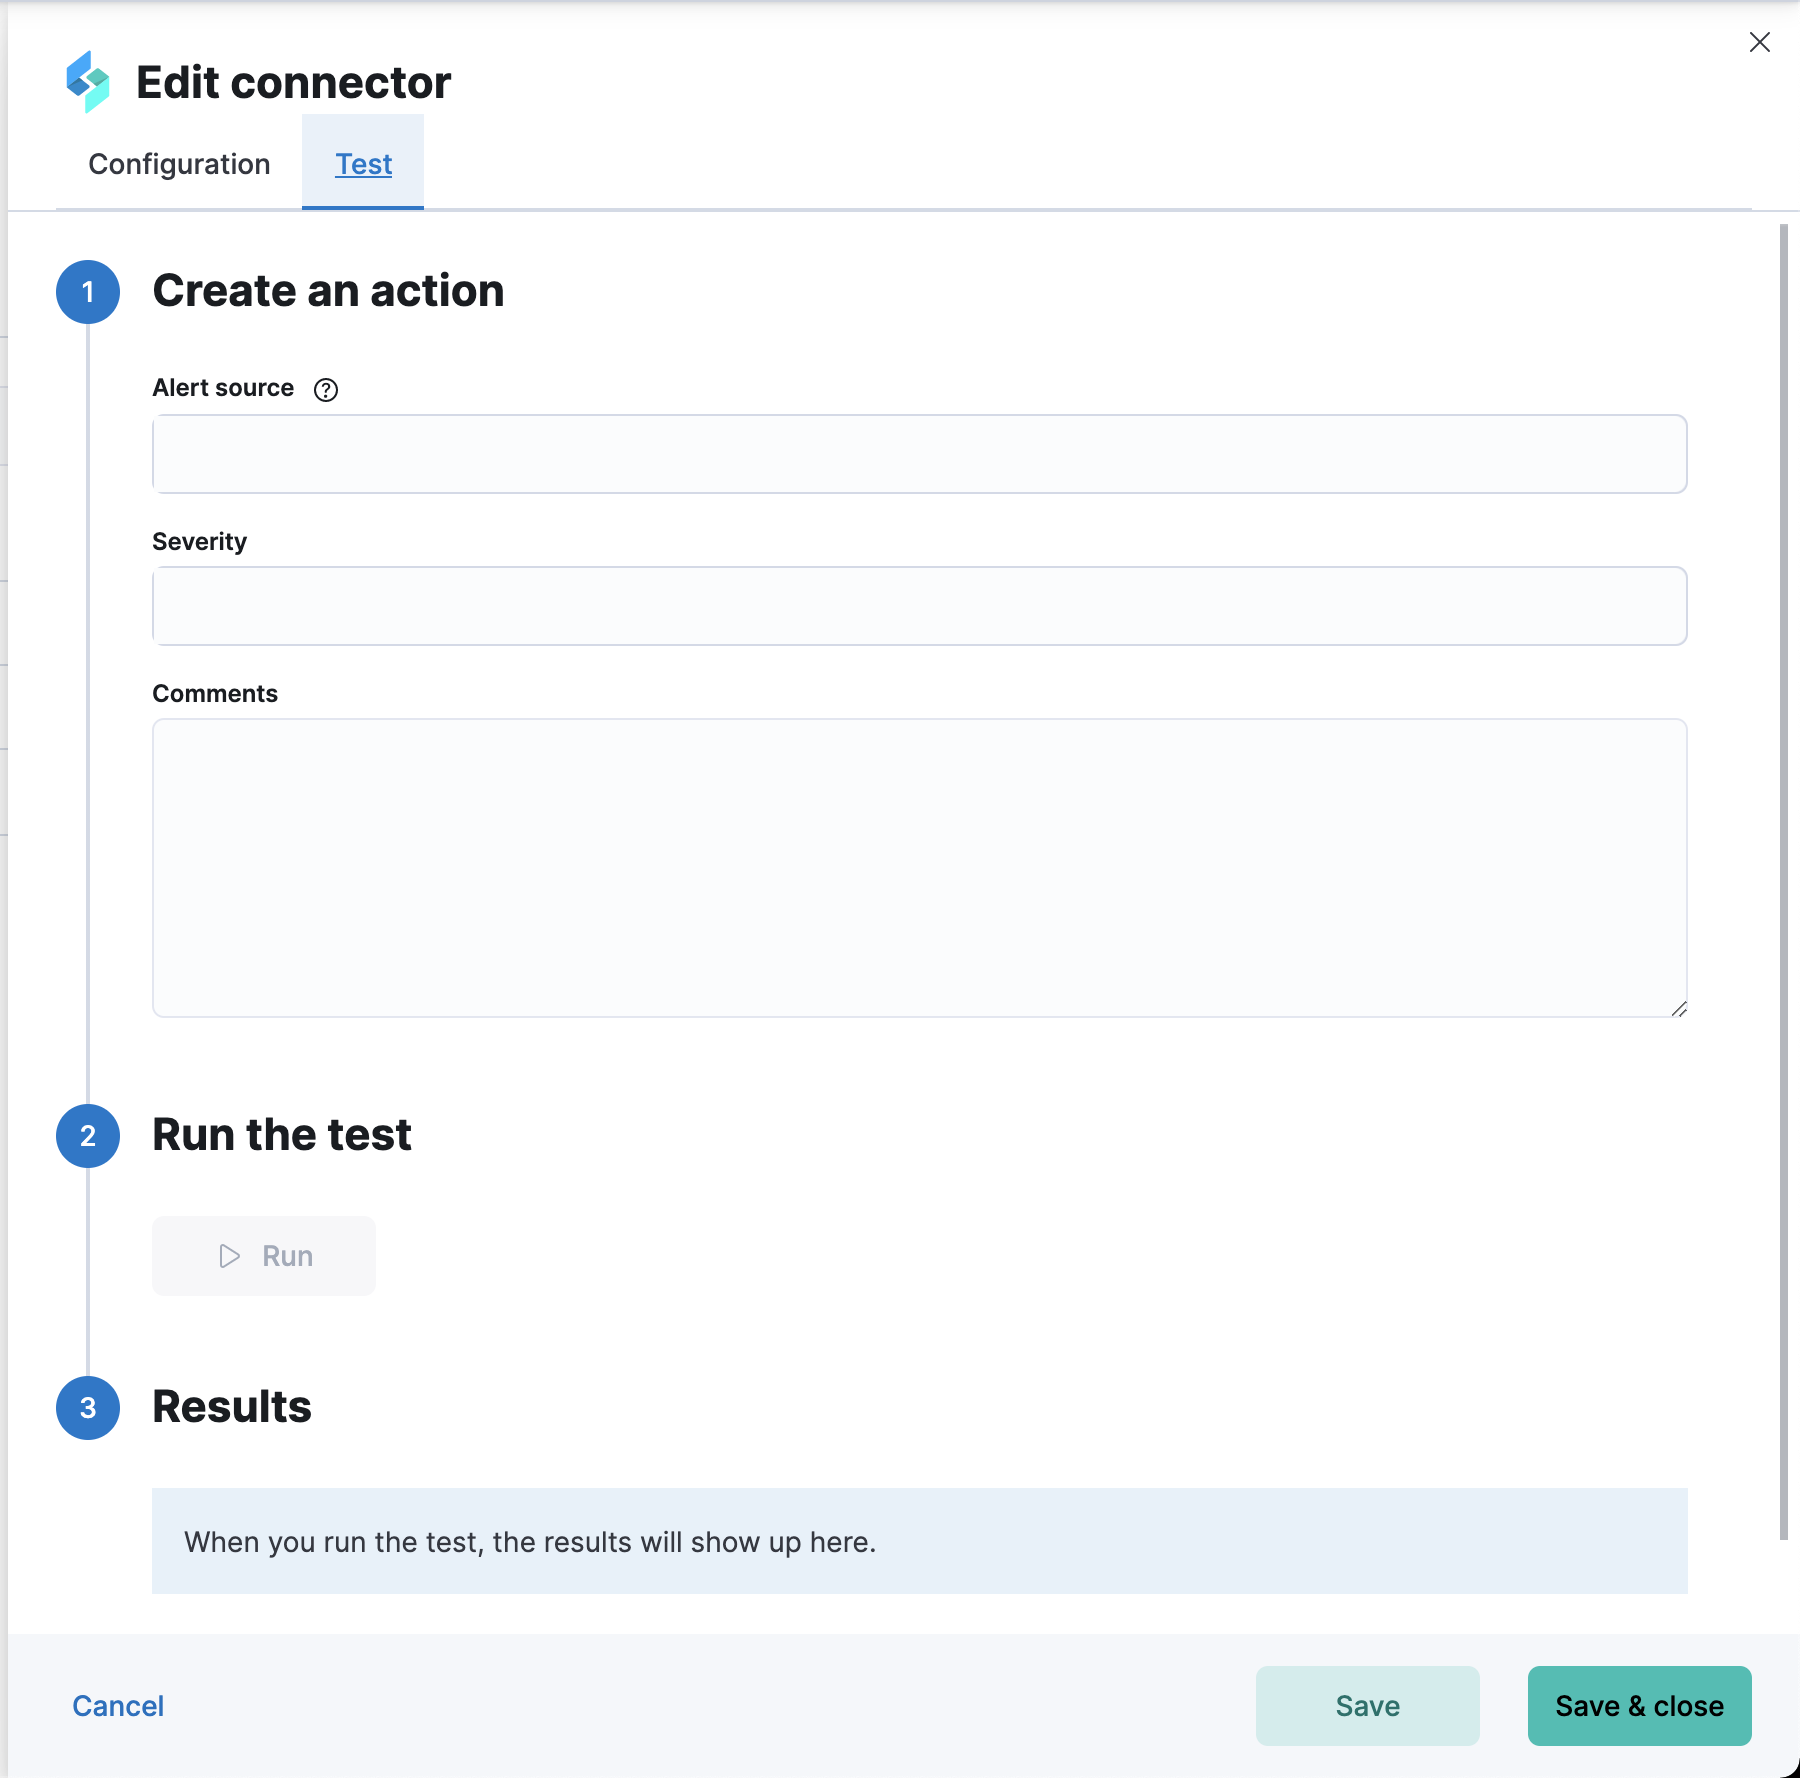 Edit connector
Configuration
Test
1
Create an action
Alert source
Severity
Comments
2
Run the test
Run
3
Results
When you run the test, the results will show up here.
Cancel
Save
Save & close